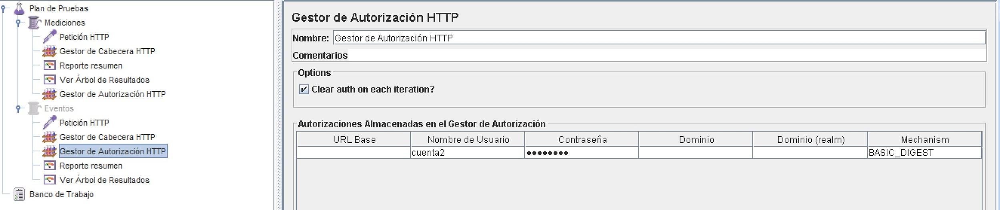 Plan de Pruebas
Mediciones
Petición HTTP
Gestor de Cabecera HTTP
Reporte resumen
Ver Árbol de Resultados
Gestor de Autorización HTTP
Eventos
Petición HTTP
Gestor de Cabecera HTTP
Gestor de Autorización HTTP
Reporte resumen
Ver Árbol de Resultados
Banco de Trabajo
Gestor de Autorización HTTP
Nombre: Gestor de Autorización HTTP
Comentarios
Options
Clear auth on each iteration?
Autorizaciones Almacenadas en el Gestor de Autorización
URL Base Nombre de Usuario Contraseña Dominio Dominio (realm) Mechanism
cuenta2 •••••••• BASIC_DIGEST